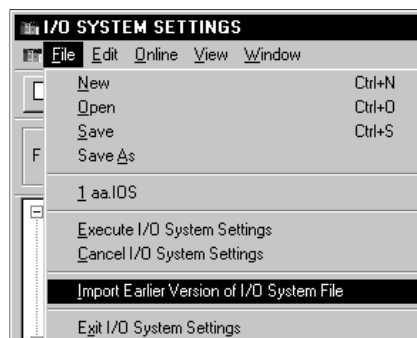 I/O SYSTEM SETTINGS
File Edit Online View Window
New Ctrl+N
Open Ctrl+O
Save Ctrl+S
F Save As
1 aa.IOS
Execute I/O System Settings
Cancel I/O System Settings
Import Earlier Version of I/O System File
Exit I/O System Settings